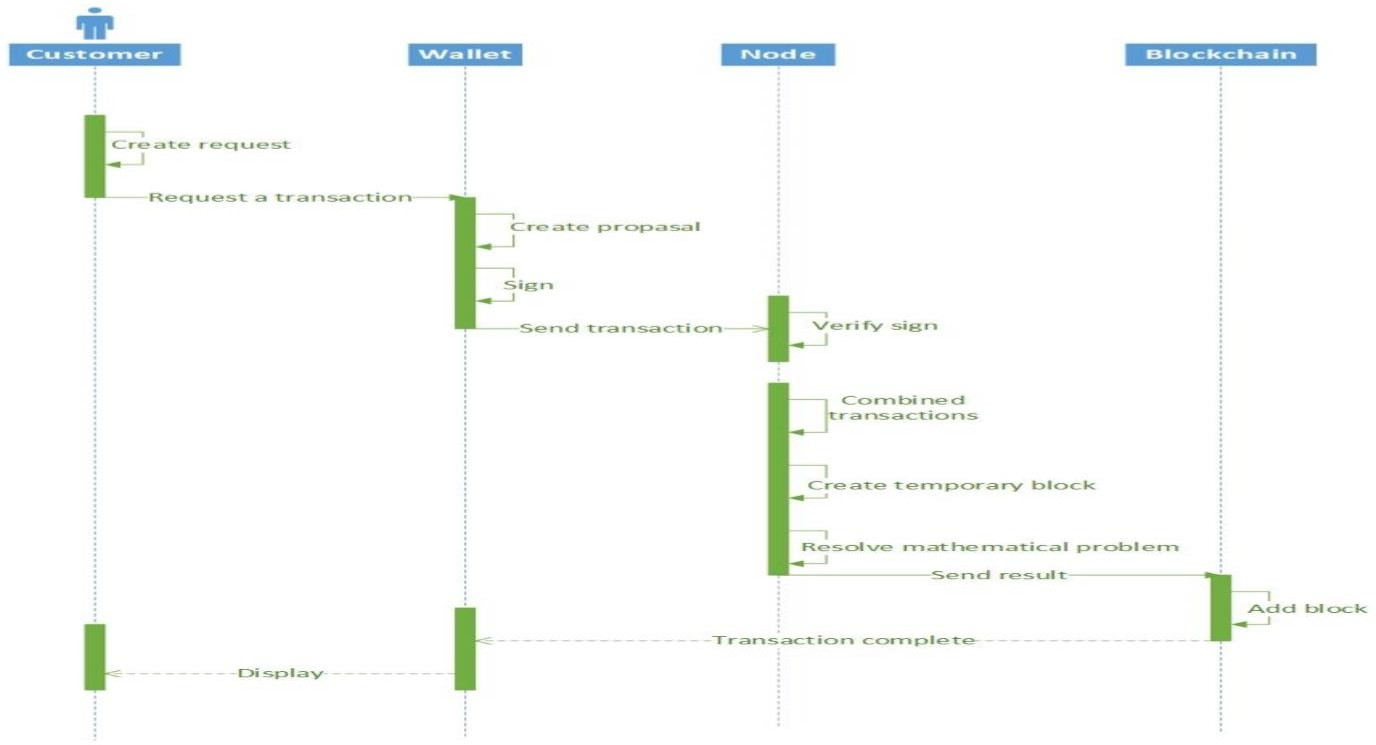 Customer
Wallet
Node
Blockchain
Create request
Request a transaction
Create propasal
Sign
Send transaction
Verify sign
Combined
transactions
Create temporary block
Resolve mathematical problem
Send result
Add block
Transaction complete
Display